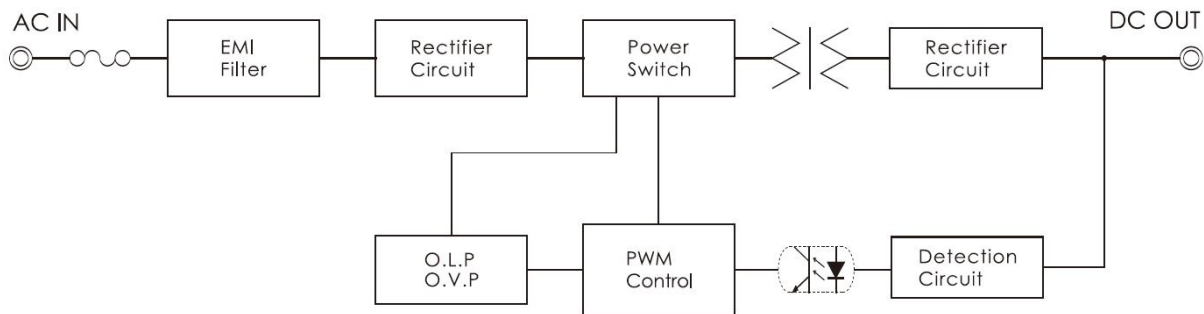 AC IN
DC OUT
EMI
Filter
Rectifier
Circuit
Power
Switch
Rectifier
Circuit
O.L.P
O.V.P
PWM
Control
Detection
Circuit